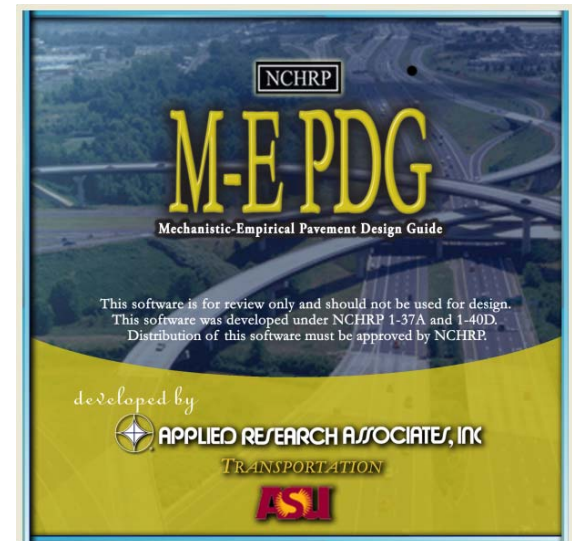 NCHRP
M-E PDG
Mechanistic-Empirical Pavement Design Guide
This software is for review only and should not be used for design.
This software was developed under NCHRP 1-37A and 1-40D.
Distribution of this software must be approved by NCHRP.
developed by
APPLIED RESEARCH ASSOCIATES, INC
TRANSPORTATION
ASU